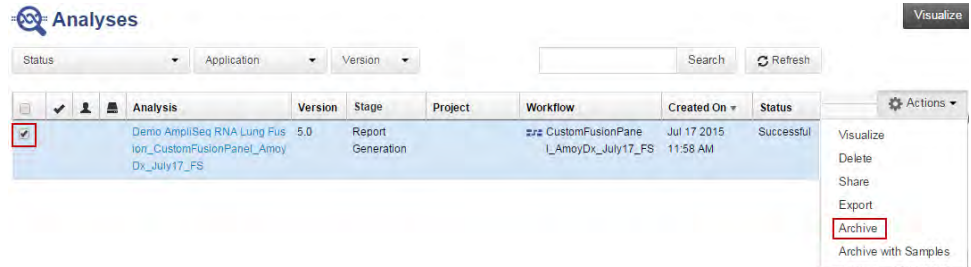 Analyses
Visualize
Status Application Version Search Refresh
Analysis Version Stage Project Workflow Created On Status Actions
Demo AmpliSeq RNA Lung Fus 5.0 Report CustomFusionPane Jul 17 2015 Successful
ion_CustomFusionPanel_Amoy Generation l_AmoyDx_July17_FS 11:58 AM
Dx_July17_FS
Visualize
Delete
Share
Export
Archive
Archive with Samples